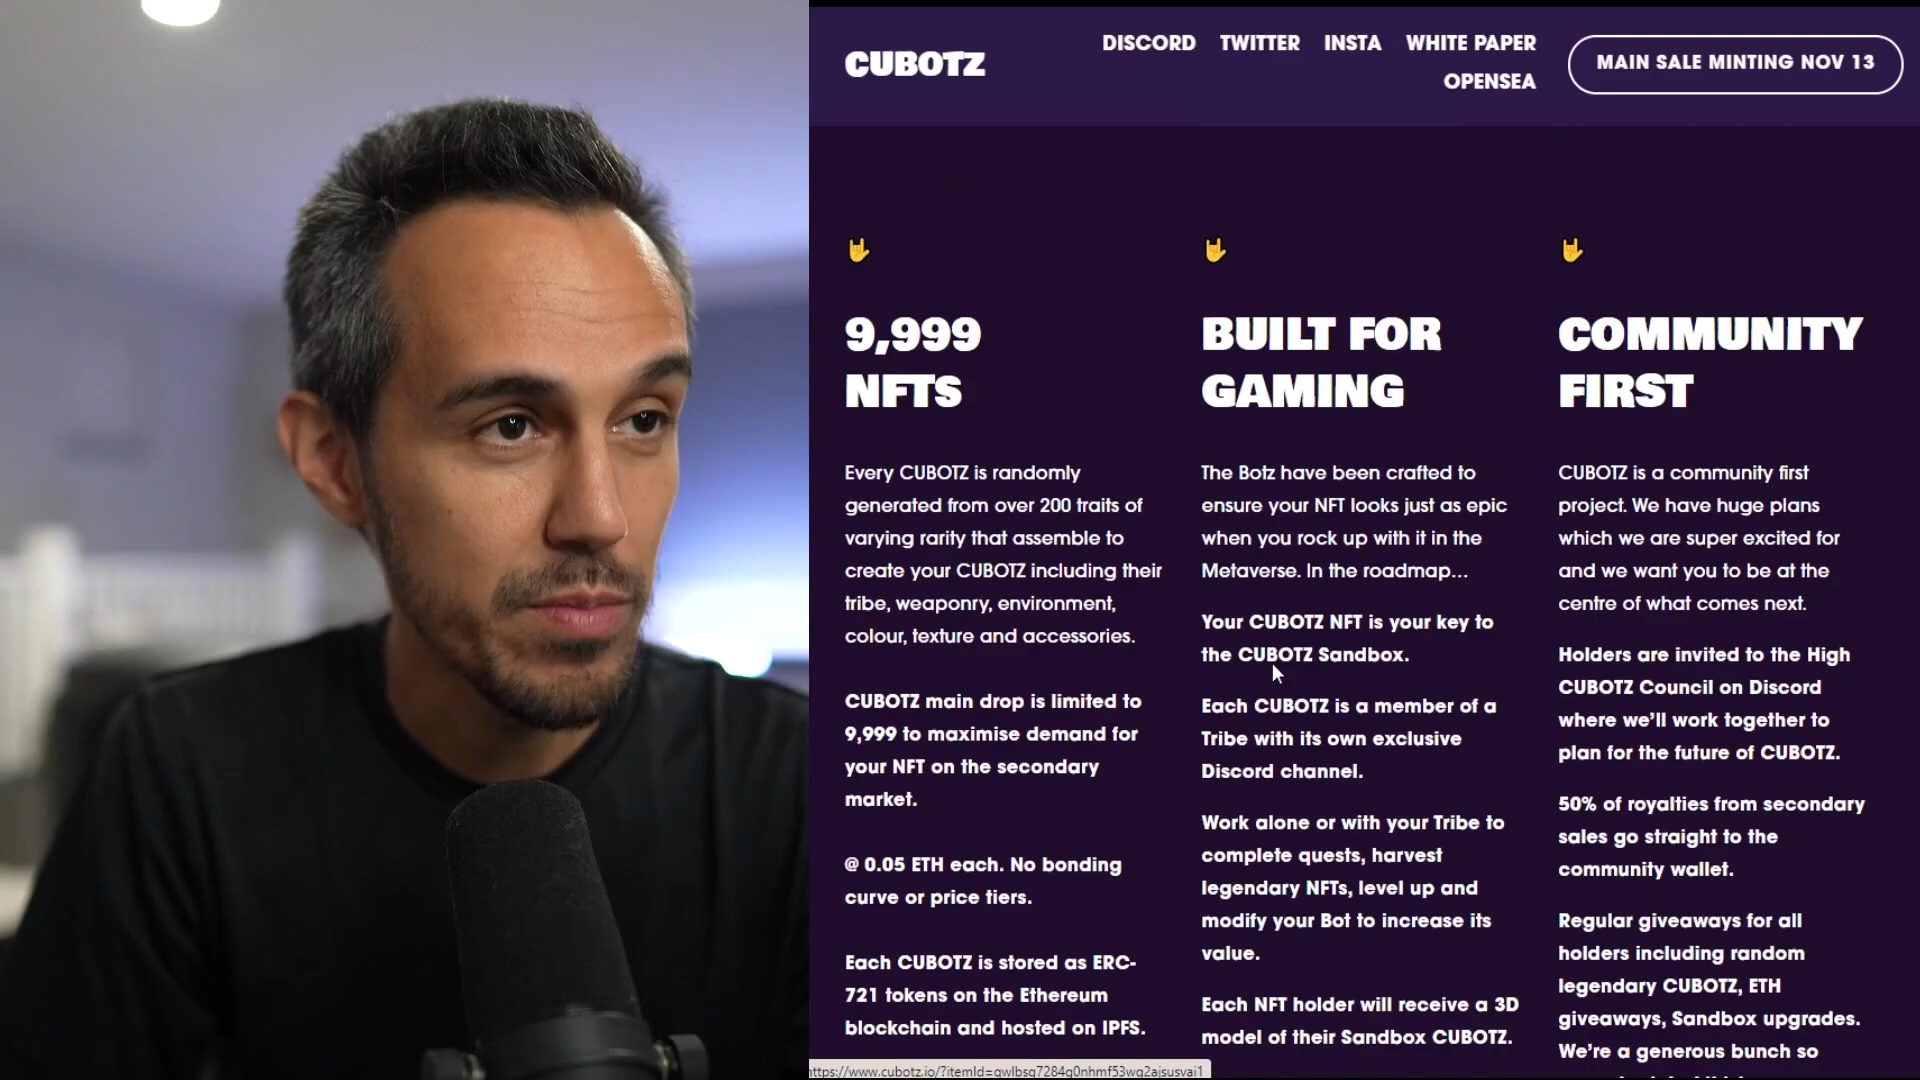 CUBOTZ
DISCORD TWITTER INSTA WHITE PAPER
OPENSEA
MAIN SALE MINTING NOV 13
9,999
NFTS
Every CUBOTZ is randomly
generated from over 200 traits of
varying rarity that assemble to
create your CUBOTZ including their
tribe, weaponry, environment,
colour, texture and accessories.
CUBOTZ main drop is limited to
9,999 to maximise demand for
your NFT on the secondary
market.
@ 0.05 ETH each. No bonding
curve or price tiers.
Each CUBOTZ is stored as ERC-
721 tokens on the Ethereum
blockchain and hosted on IPFS.
BUILT FOR
GAMING
The Botz have been crafted to
ensure your NFT looks just as epic
when you rock up with it in the
Metaverse. In the roadmap...
Your CUBOTZ NFT is your key to
the CUBOTZ Sandbox.
Each CUBOTZ is a member of a
Tribe with its own exclusive
Discord channel.
Work alone or with your Tribe to
complete quests, harvest
legendary NFTs, level up and
modify your Bot to increase its
value.
Each NFT holder will receive a 3D
model of their Sandbox CUBOTZ.
COMMUNITY
FIRST
CUBOTZ is a community first
project. We have huge plans
which we are super excited for
and we want you to be at the
centre of what comes next.
Holders are invited to the High
CUBOTZ Council on Discord
where we'll work together to
plan for the future of CUBOTZ.
50% of royalties from secondary
sales go straight to the
community wallet.
Regular giveaways for all
holders including random
legendary CUBOTZ, ETH
giveaways, Sandbox upgrades.
We're a generous bunch so